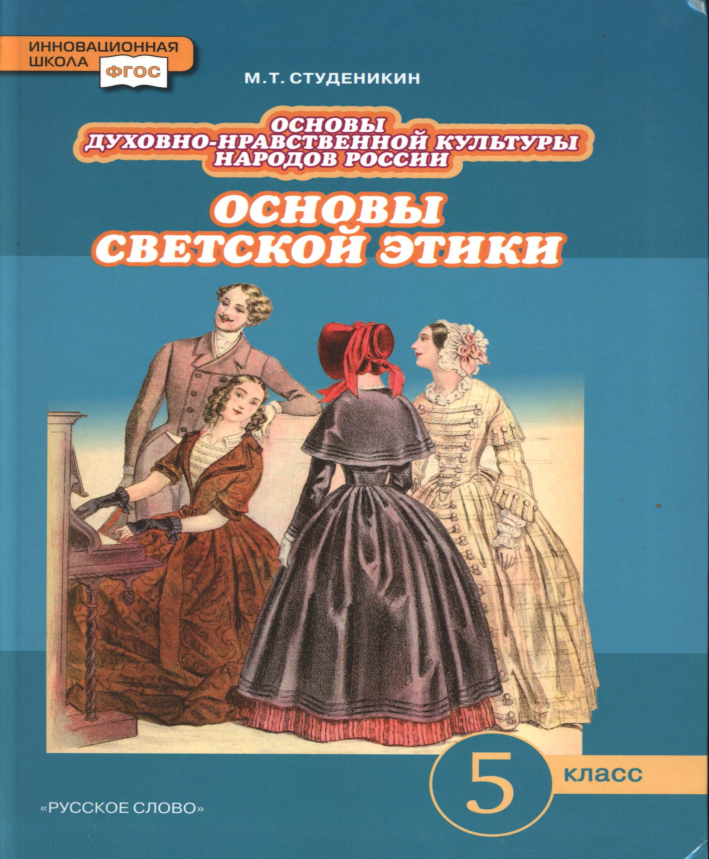 ИННОВАЦИОННАЯ
ШКОЛА
ФГОС
М.Т. СТУДЕНИКИН
ОСНОВЫ
ДУХОВНО-НРАВСТВЕННОЙ КУЛЬТУРЫ
НАРОДОВ РОССИИ
ОСНОВЫ
СВЕТСКОЙ ЭТИКИ
5 КЛАСС
«РУССКОЕ СЛОВО»